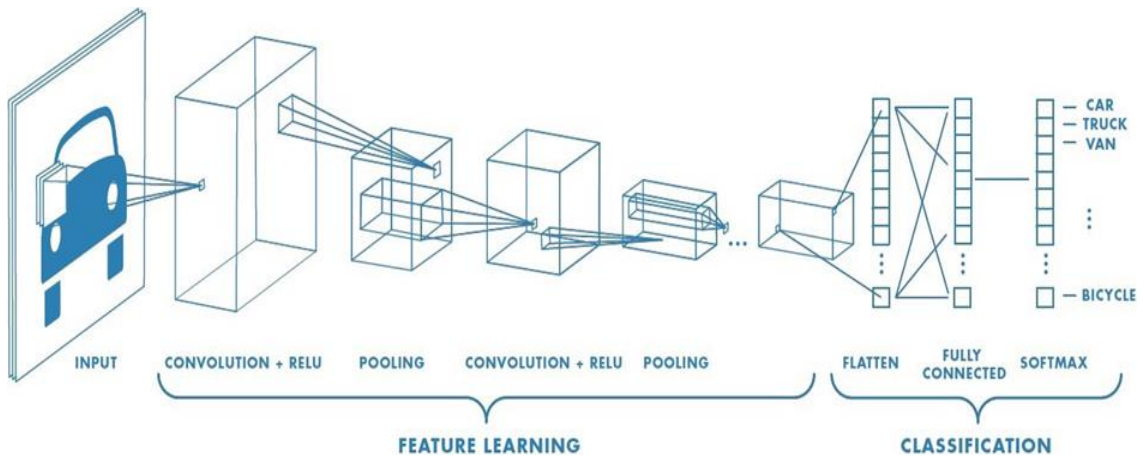 CAR
TRUCK
VAN
BICYCLE
INPUT
CONVOLUTION + RELU
POOLING
CONVOLUTION + RELU
POOLING
FLATTEN
FULLY
CONNECTED
SOFTMAX
FEATURE LEARNING
CLASSIFICATION